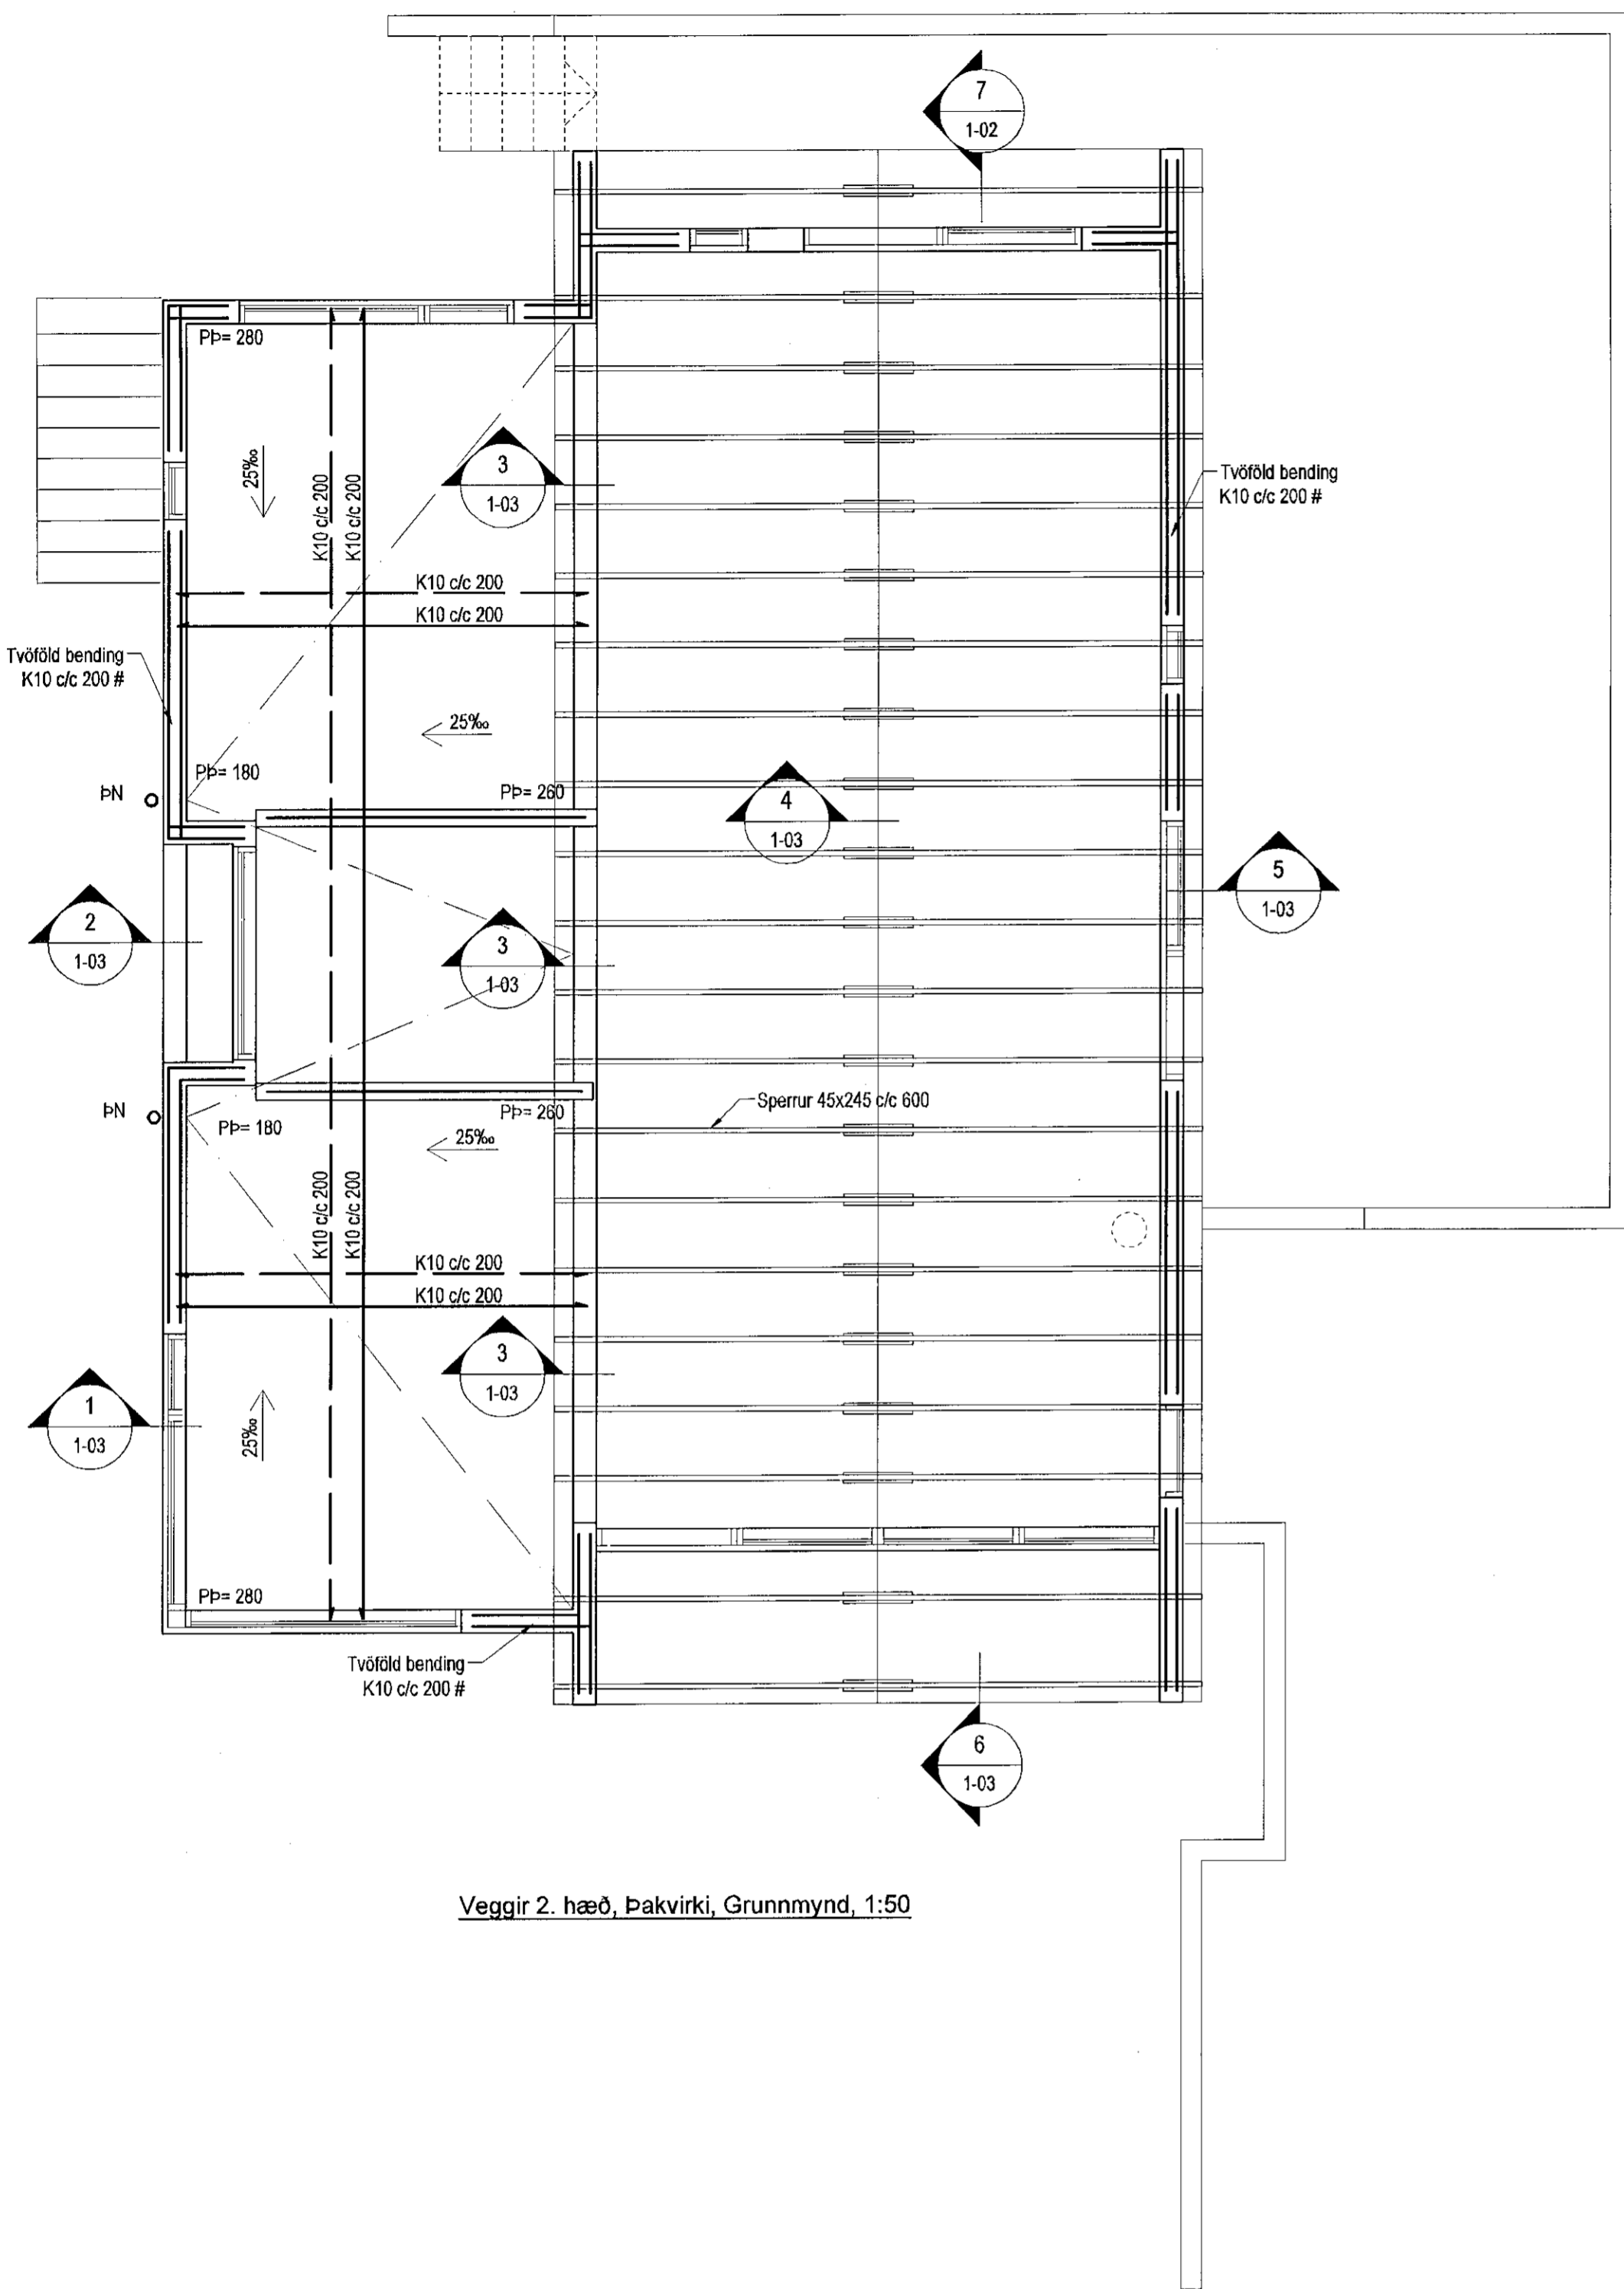 7
1-02
PÞ= 280
25‰
K10 c/c 200
K10 c/c 200
3
1-03
Tvöföld bending
K10 c/c 200 #
K10 c/c 200
K10 c/c 200
Tvöföld bending
K10 c/c 200 #
25‰
PÞ= 180
ÞN
PÞ= 260
4
1-03
5
1-03
2
1-03
3
1-03
ÞN
PÞ= 180
PÞ= 260
Sperrur 45x245 c/c 600
25‰
K10 c/c 200
K10 c/c 200
K10 c/c 200
K10 c/c 200
3
1-03
1
1-03
25‰
PÞ= 280
Tvöföld bending
K10 c/c 200 #
6
1-03
Veggir 2. hæð, Þakvirki, Grunnmynd, 1:50